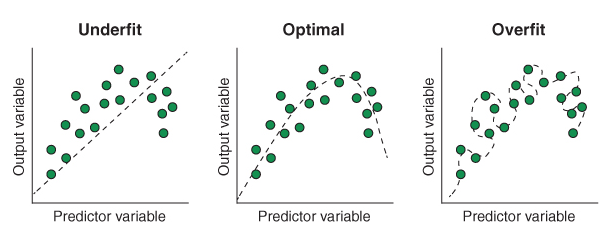 Underfit
Optimal
Overfit
Output variable
Output variable
Output variable
Predictor variable
Predictor variable
Predictor variable